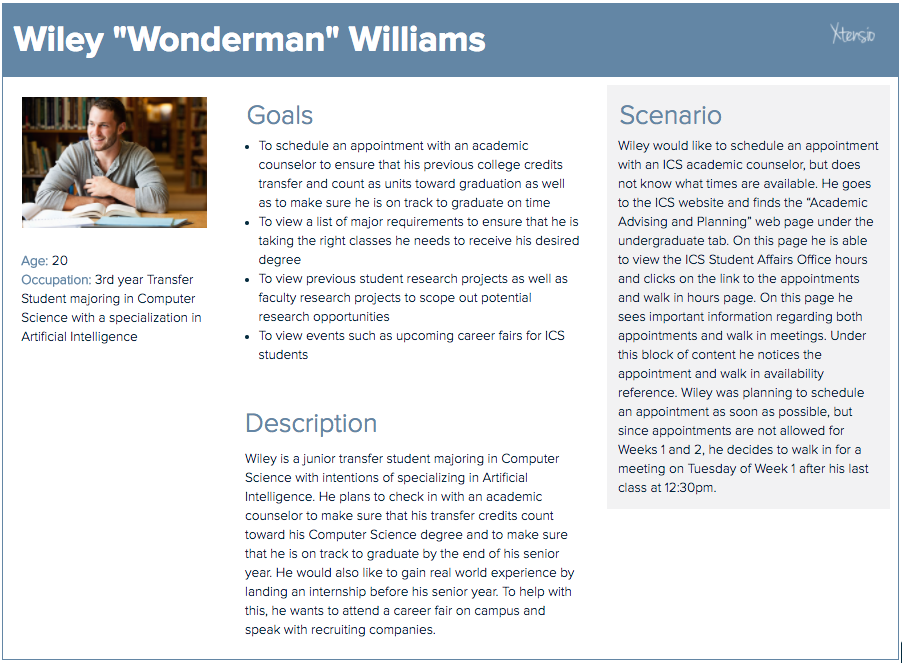 Wiley "Wonderman" Williams
Xtensio
Age: 20
Occupation: 3rd year Transfer
Student majoring in Computer
Science with a specialization in
Artificial Intelligence
Goals
• To schedule an appointment with an academic
counselor to ensure that his previous college credits
transfer and count as units toward graduation as well
as to make sure he is on track to graduate on time
• To view a list of major requirements to ensure that he is
taking the right classes he needs to receive his desired
degree
• To view previous student research projects as well as
faculty research projects to scope out potential
research opportunities
• To view events such as upcoming career fairs for ICS
students
Description
Wiley is a junior transfer student majoring in Computer
Science with intentions of specializing in Artificial
Intelligence. He plans to check in with an academic
counselor to make sure that his transfer credits count
toward his Computer Science degree and to make sure
that he is on track to graduate by the end of his senior
year. He would also like to gain real world experience by
landing an internship before his senior year. To help with
this, he wants to attend a career fair on campus and
speak with recruiting companies.
Scenario
Wiley would like to schedule an appointment
with an ICS academic counselor, but does
not know what times are available. He goes
to the ICS website and finds the “Academic
Advising and Planning” web page under the
undergraduate tab. On this page he is able
to view the ICS Student Affairs Office hours
and clicks on the link to the appointments
and walk in hours page. On this page he
sees important information regarding both
appointments and walk in meetings. Under
this block of content he notices the
appointment and walk in availability
reference. Wiley was planning to schedule
an appointment as soon as possible, but
since appointments are not allowed for
Weeks 1 and 2, he decides to walk in for a
meeting on Tuesday of Week 1 after his last
class at 12:30pm.